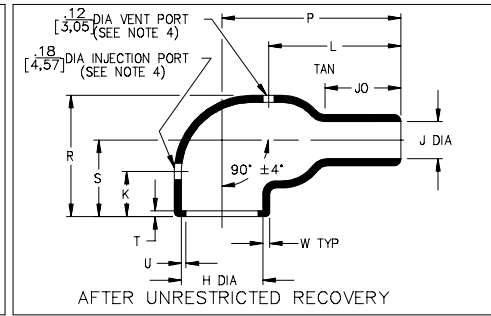 .12
[3,05] DIA VENT PORT
(SEE NOTE 4)
.18
[4,57] DIA INJECTION PORT
(SEE NOTE 4)
P
L
TAN
JO
J DIA
R
S
K
90° ±4°
T
U
W TYP
H DIA
AFTER UNRESTRICTED RECOVERY